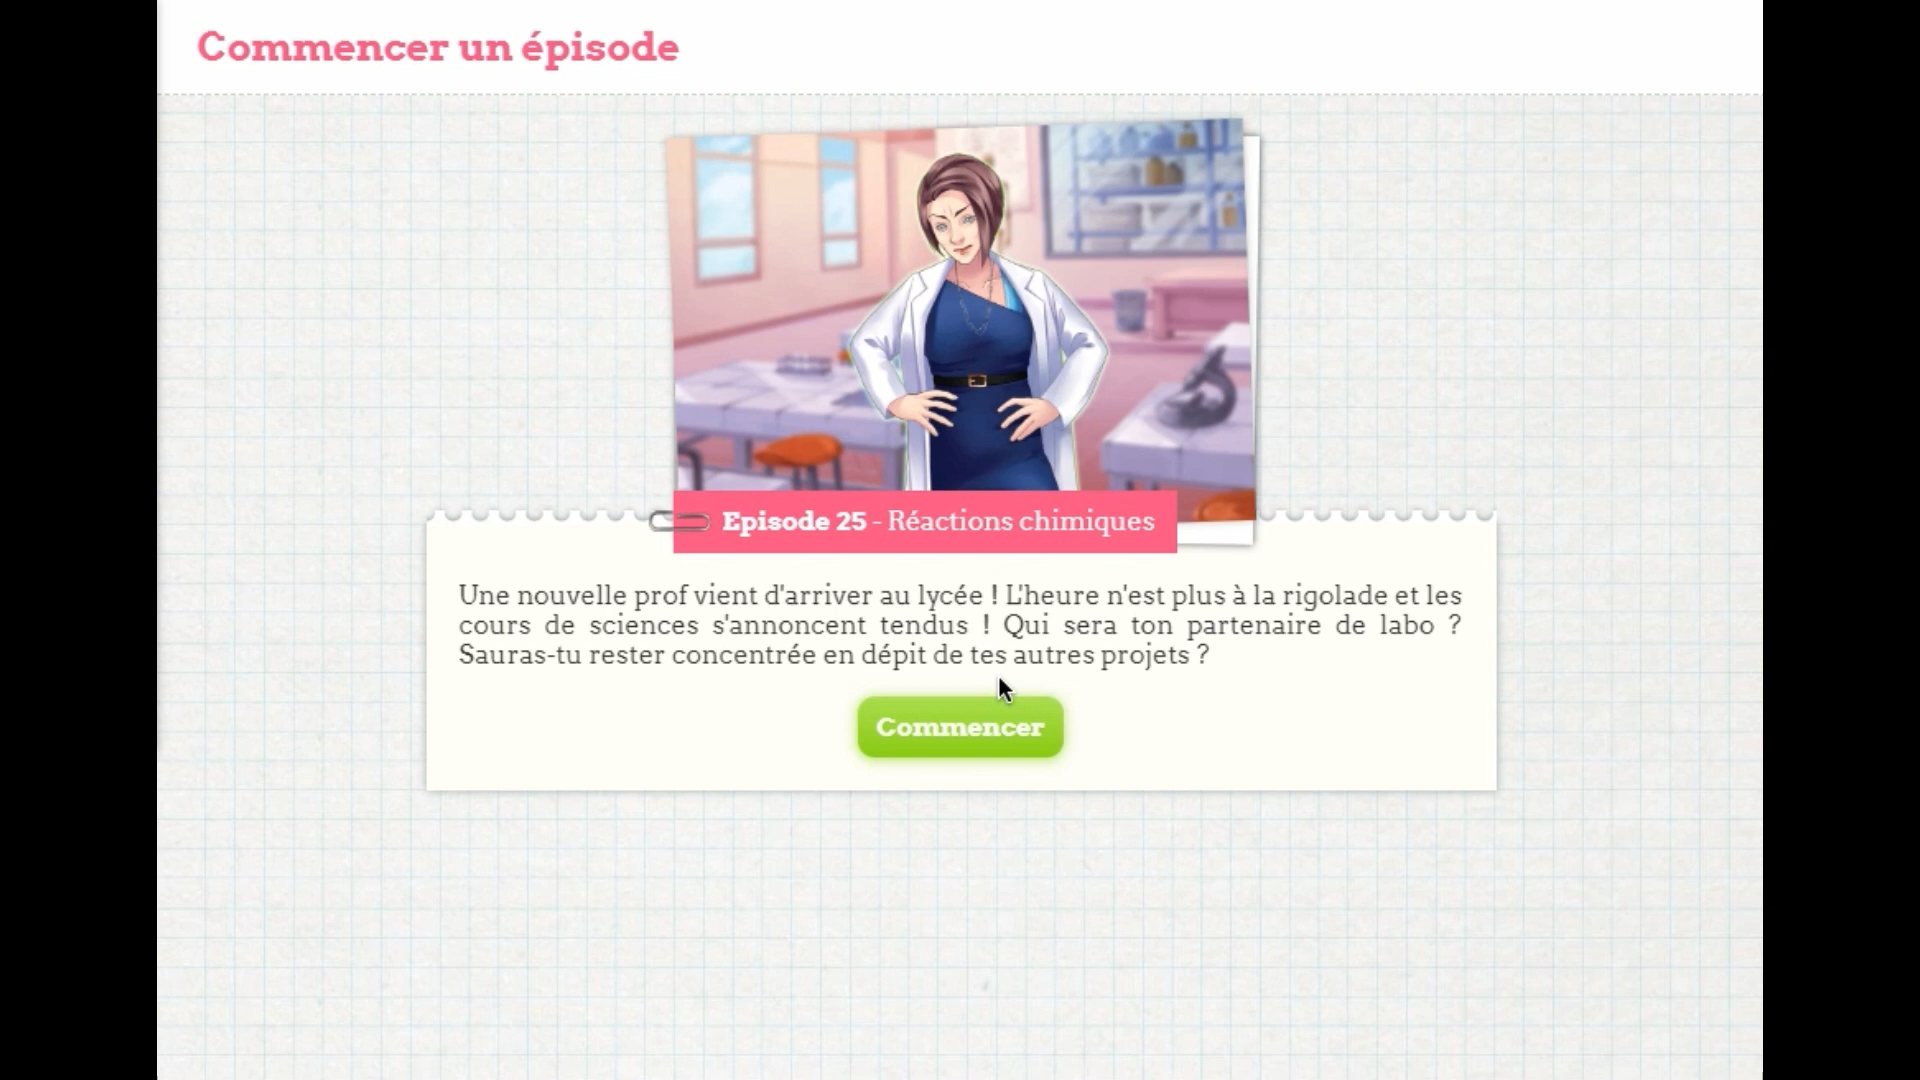 Commencer un épisode
Episode 25 - Réactions chimiques
Une nouvelle prof vient d'arriver au lycée ! L'heure n'est plus à la rigolade et les
cours de sciences s'annoncent tendus ! Qui sera ton partenaire de labo ?
Sauras-tu rester concentrée en dépit de tes autres projets ?
Commencer